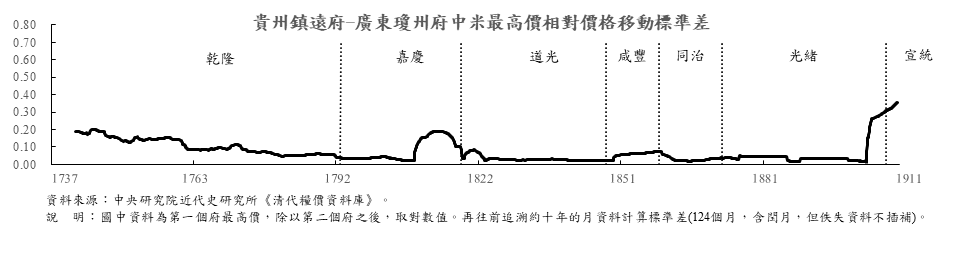 貴州鎮遠府-廣東瓊州府中米最高價相對價格移動標準差
0.80
0.70
0.60
0.50
0.40
0.30
0.20
0.10
0.00
乾隆 嘉慶 道光 咸豐 同治 光緒 宣統
1737 1763 1792 1822 1851 1881 1911
資料來源：中央研究院近代史研究所《清代糧價資料庫》。
說　明：圖中資料為第一個府最高價，除以第二個府之後，取對數值。再往前追溯約十年的月資料計算標準差(124個月，含閏月，但佚失資料不插補)。